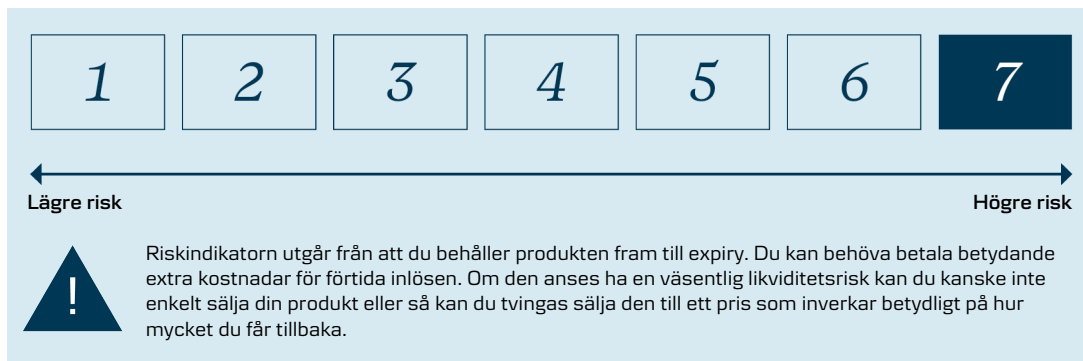 1 2 3 4 5 6 7
Lägre risk Högre risk
Riskindikatorn utgår från att du behåller produkten fram till expiry. Du kan behöva betala betydande
extra kostnadar för förtida inlösen. Om den anses ha en väsentlig likviditetsrisk kan du kanske inte
enkelt sälja din produkt eller så kan du tvingas sälja den till ett pris som inverkar betydligt på hur
mycket du får tillbaka.
!